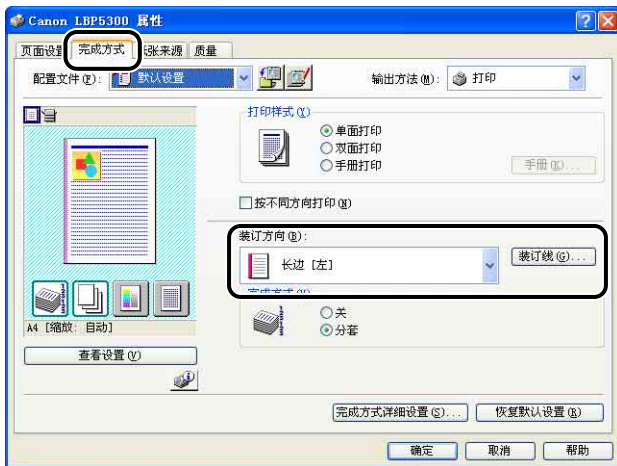 Canon LBP5300 属性
页面设置 完成方式 纸张来源 质量
配置文件(F): 默认设置 输出方法(M): 打印
打印样式(Y)
单面打印
双面打印
手册打印 手册(K)...
按不同方向打印(N)
装订方向(B):
长边 [左] 装订线(G)...
完成方式
关
分套
A4 [缩放: 自动]
查看设置(V)
完成方式详细设置(S)... 恢复默认设置(R)
确定 取消 帮助